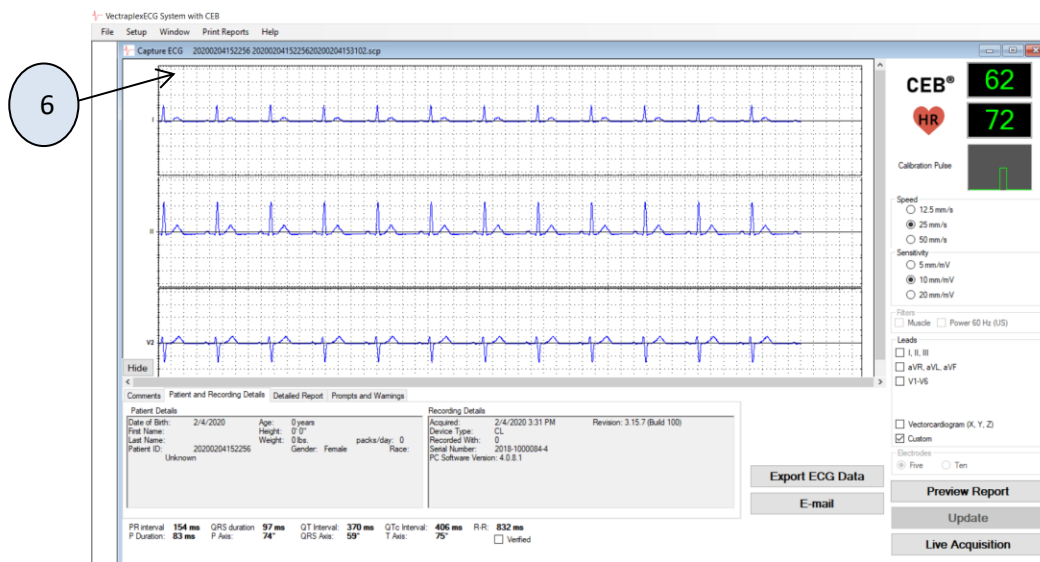 VectraplexECG System with CEB
File Setup Window Print Reports Help
Capture ECG 20200204152256 2020020415225620200204153102.scp
6
I
II
V2
Hide
CEB®
62
HR
72
Calibration Pulse
Speed
12.5 mm/s
25 mm/s
50 mm/s
Sensitivity
5 mm/mV
10 mm/mV
20 mm/mV
Filters
Muscle Power 60 Hz (US)
Leads
I, II, III
aVR, aVL, aVF
V1-V6
Vectorcardiogram (X, Y, Z)
Custom
Electrodes
Five Ten
Preview Report
Update
Live Acquisition
Comments Patient and Recording Details Detailed Report Prompts and Warnings
Patient Details
Date of Birth: 2/4/2020 Age: 0 years
First Name: Height: 0' 0"
Last Name: Weight: 0 lbs. packs/day: 0
Patient ID: 20200204152256 Gender: Female Race:
Unknown
Recording Details
Acquired: 2/4/2020 3:31 PM Revision: 3.15.7 (Build 100)
Device Type: CL
Recorded With: 0
Serial Number: 2018-1000084-4
PC Software Version: 4.0.8.1
Export ECG Data
E-mail
PR interval 154 ms QRS duration 97 ms QT Interval: 370 ms QTc Interval: 406 ms R-R: 832 ms
P Duration: 83 ms P Axis: 74° QRS Axis: 59° T Axis: 75° Verified